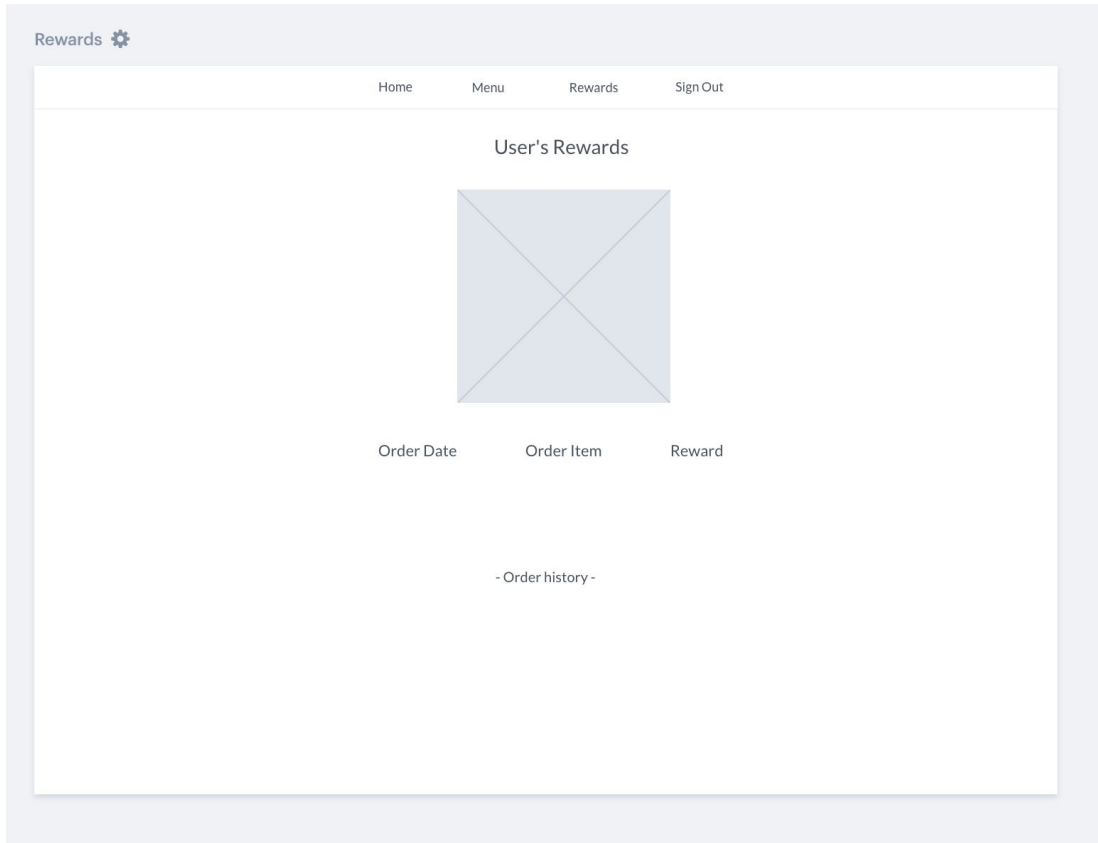 Rewards
Home Menu Rewards Sign Out
User's Rewards
Order Date Order Item Reward
- Order history -